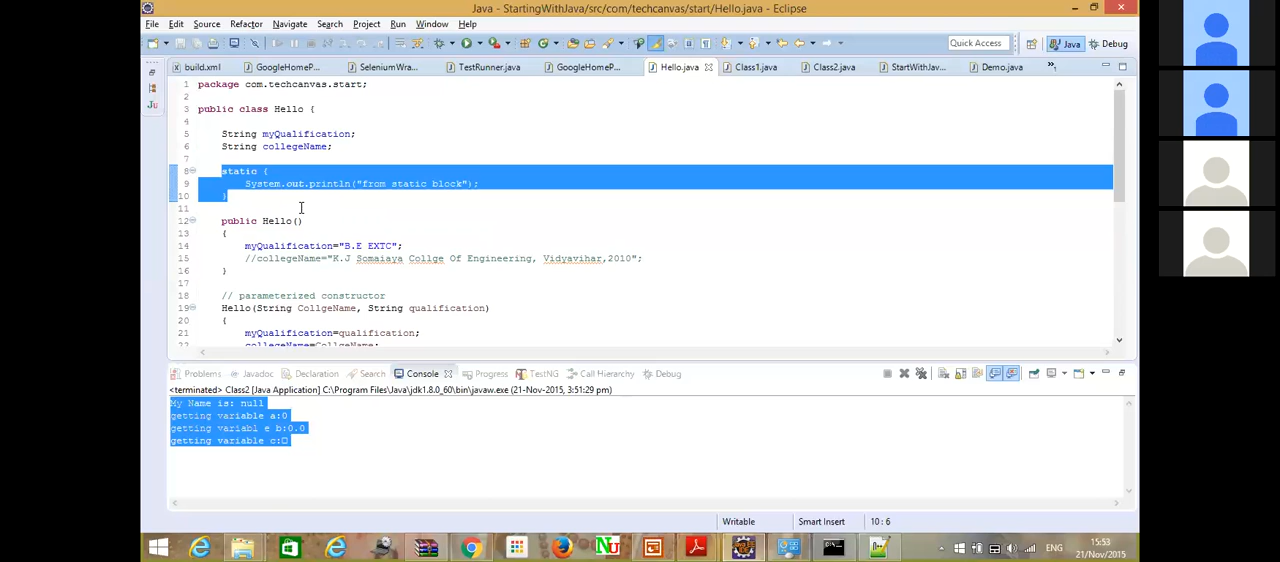 Java - StartingWithJava/src/com/techcanvas/start/Hello.java - Eclipse
File Edit Source Refactor Navigate Search Project Run Window Help
Quick Access Java Debug
build.xml GoogleHomeP... SeleniumWra... TestRunner.java GoogleHomeP... Hello.java Class1.java Class2.java StartWithJav... Demo.java
1 package com.techcanvas.start;
2
3 public class Hello {
4
5 String myQualification;
6 String collegeName;
7
8 static {
9 System.out.println("from static block");
10 }
11
12 public Hello()
13 {
14 myQualification="B.E EXTC";
15 //collegeName="K.J Somaiaya Collge Of Engineering, Vidyavihar,2010";
16 }
17
18 // parameterized constructor
19 Hello(String CollgeName, String qualification)
20 {
21 myQualification=qualification;
22 collegeName=CollgeName;
Problems Javadoc Declaration Search Console Progress TestNG Call Hierarchy Debug
<terminated> Class2 [Java Application] C:\Program Files\Java\jdk1.8.0_60\bin\javaw.exe (21-Nov-2015, 3:51:29 pm)
My Name is: null
getting variable a:0
getting variabl e b:0.0
getting variable c:□
Writable Smart Insert 10 : 6
ENG 15:53
21/Nov/2015